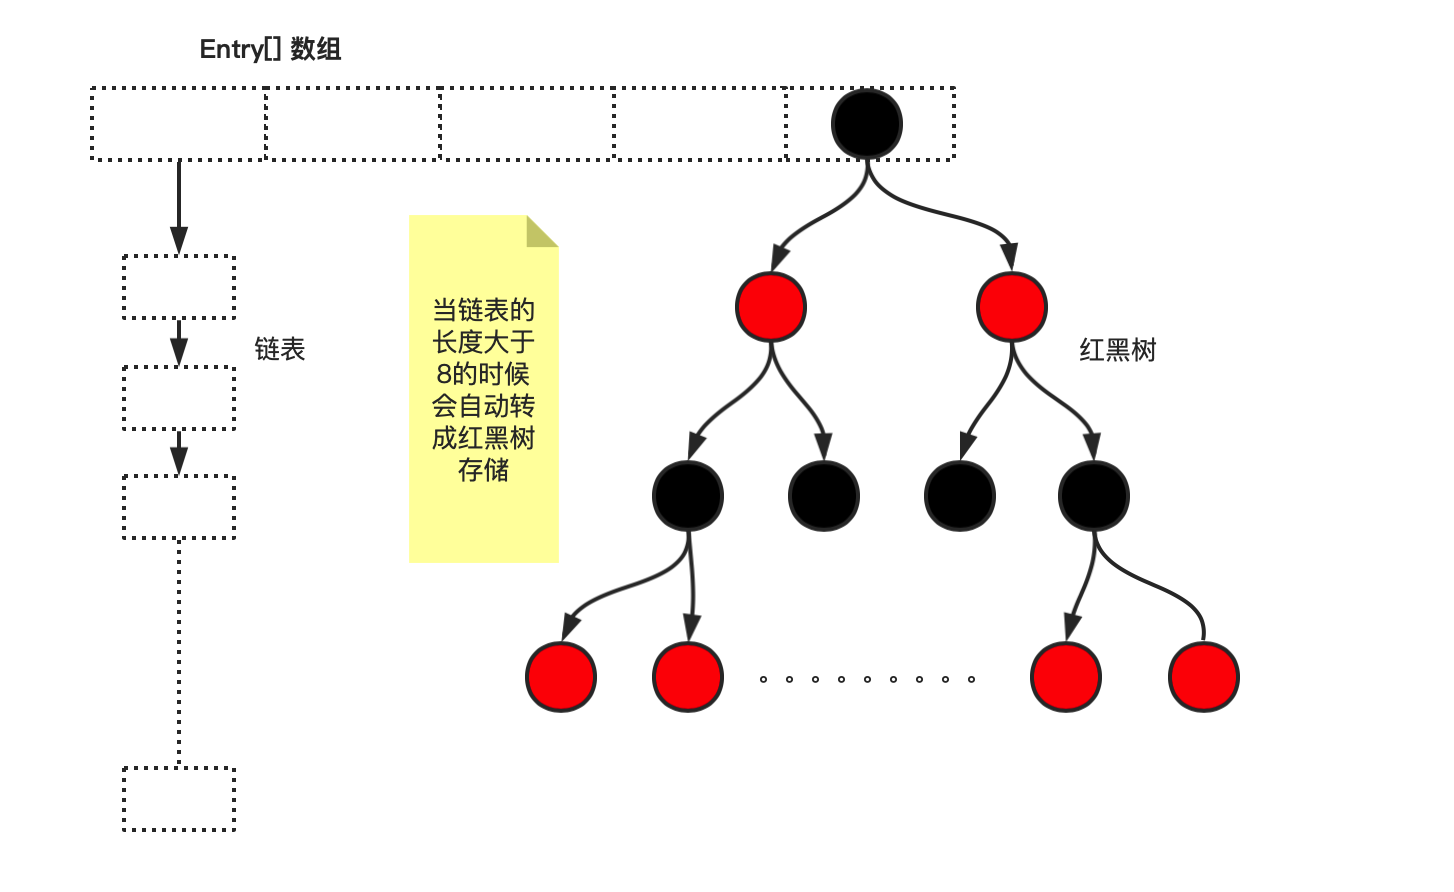 Entry[] 数组
链表
当链表的
长度大于
8的时候
会自动转
成红黑树
存储
红黑树